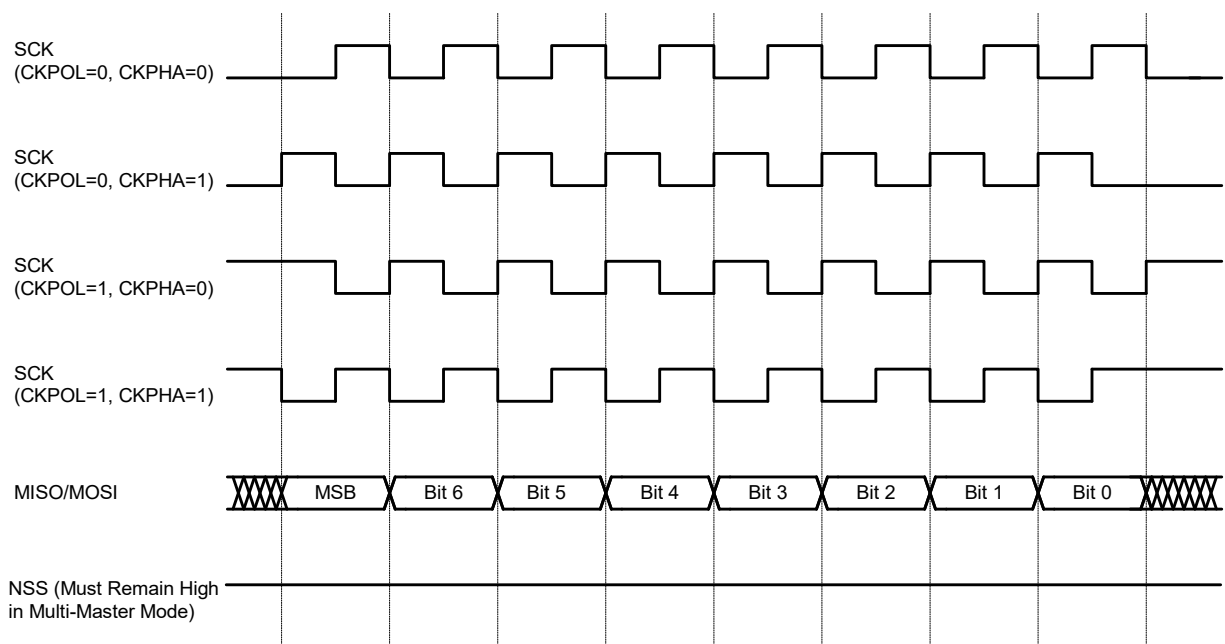 SCK
(CKPOL=0, CKPHA=0)
SCK
(CKPOL=0, CKPHA=1)
SCK
(CKPOL=1, CKPHA=0)
SCK
(CKPOL=1, CKPHA=1)
MISO/MOSI
MSB
Bit 6
Bit 5
Bit 4
Bit 3
Bit 2
Bit 1
Bit 0
NSS (Must Remain High
in Multi-Master Mode)